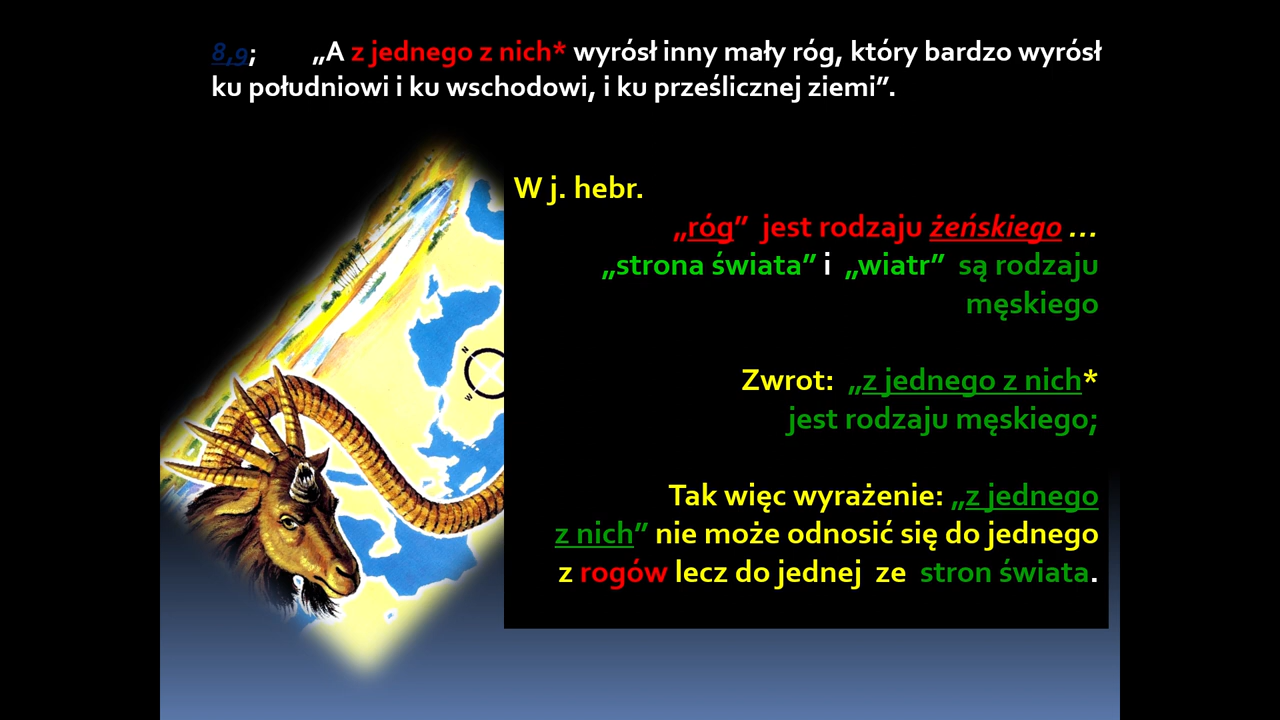 8,9; „A z jednego z nich* wyrósł inny mały róg, który bardzo wyrósł
ku południowi i ku wschodowi, i ku prześlicznej ziemi”.
W j. hebr.
„róg” jest rodzaju żeńskiego ...
„strona świata” i „wiatr” są rodzaju
męskiego
Zwrot: „z jednego z nich*
jest rodzaju męskiego;
Tak więc wyrażenie: „z jednego
z nich” nie może odnosić się do jednego
z rogów lecz do jednej ze stron świata.
N
W